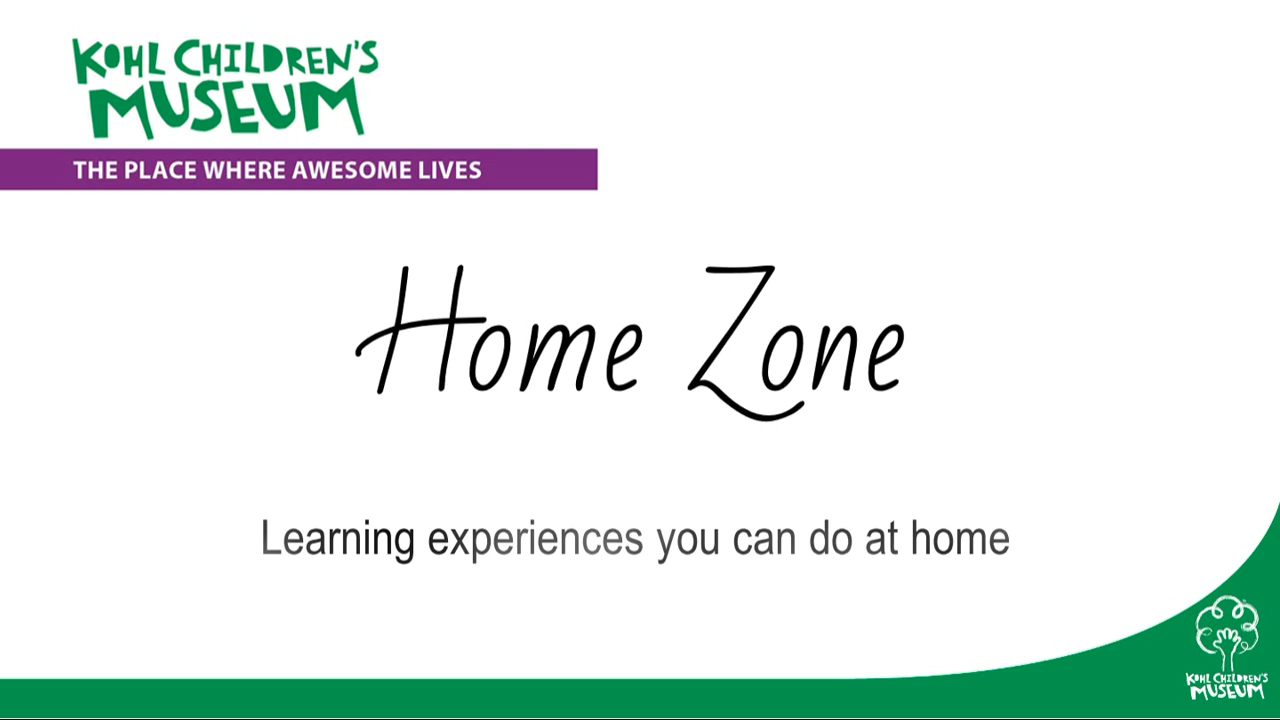 KOHL CHILDREN'S
MUSEUM
THE PLACE WHERE AWESOME LIVES
Home Zone
Learning experiences you can do at home
KOHL CHILDREN'S
MUSEUM